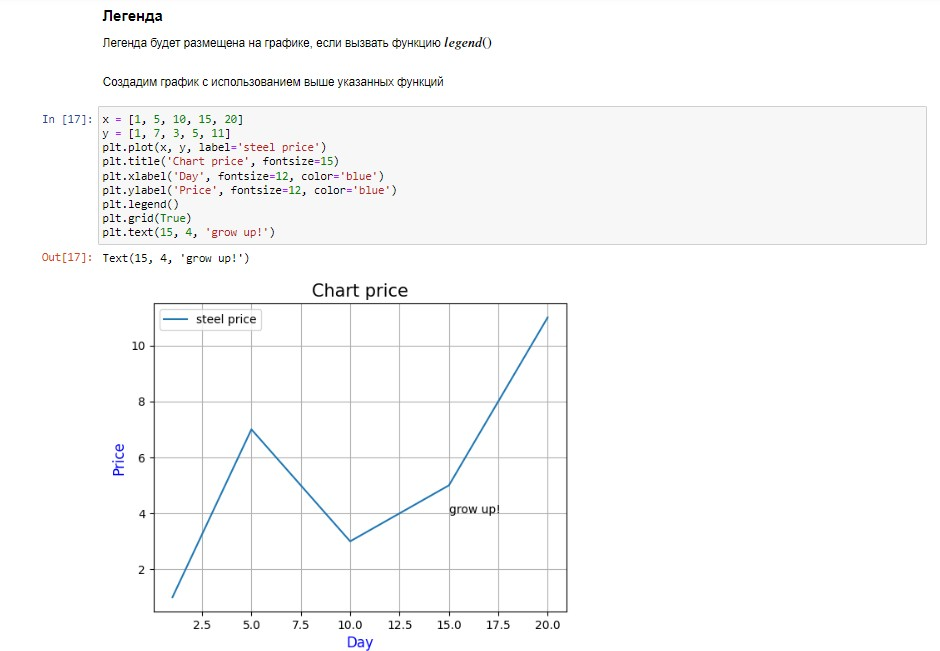 Легенда
Легенда будет размещена на графике, если вызвать функцию legend()
Создадим график с использованием выше указанных функций
In [17]:
x = [1, 5, 10, 15, 20]
y = [1, 7, 3, 5, 11]
plt.plot(x, y, label='steel price')
plt.title('Chart price', fontsize=15)
plt.xlabel('Day', fontsize=12, color='blue')
plt.ylabel('Price', fontsize=12, color='blue')
plt.legend()
plt.grid(True)
plt.text(15, 4, 'grow up!')
Out[17]: Text(15, 4, 'grow up!')
Chart price
steel price
10
8
6
4
2
Price
grow up!
2.5 5.0 7.5 10.0 12.5 15.0 17.5 20.0
Day